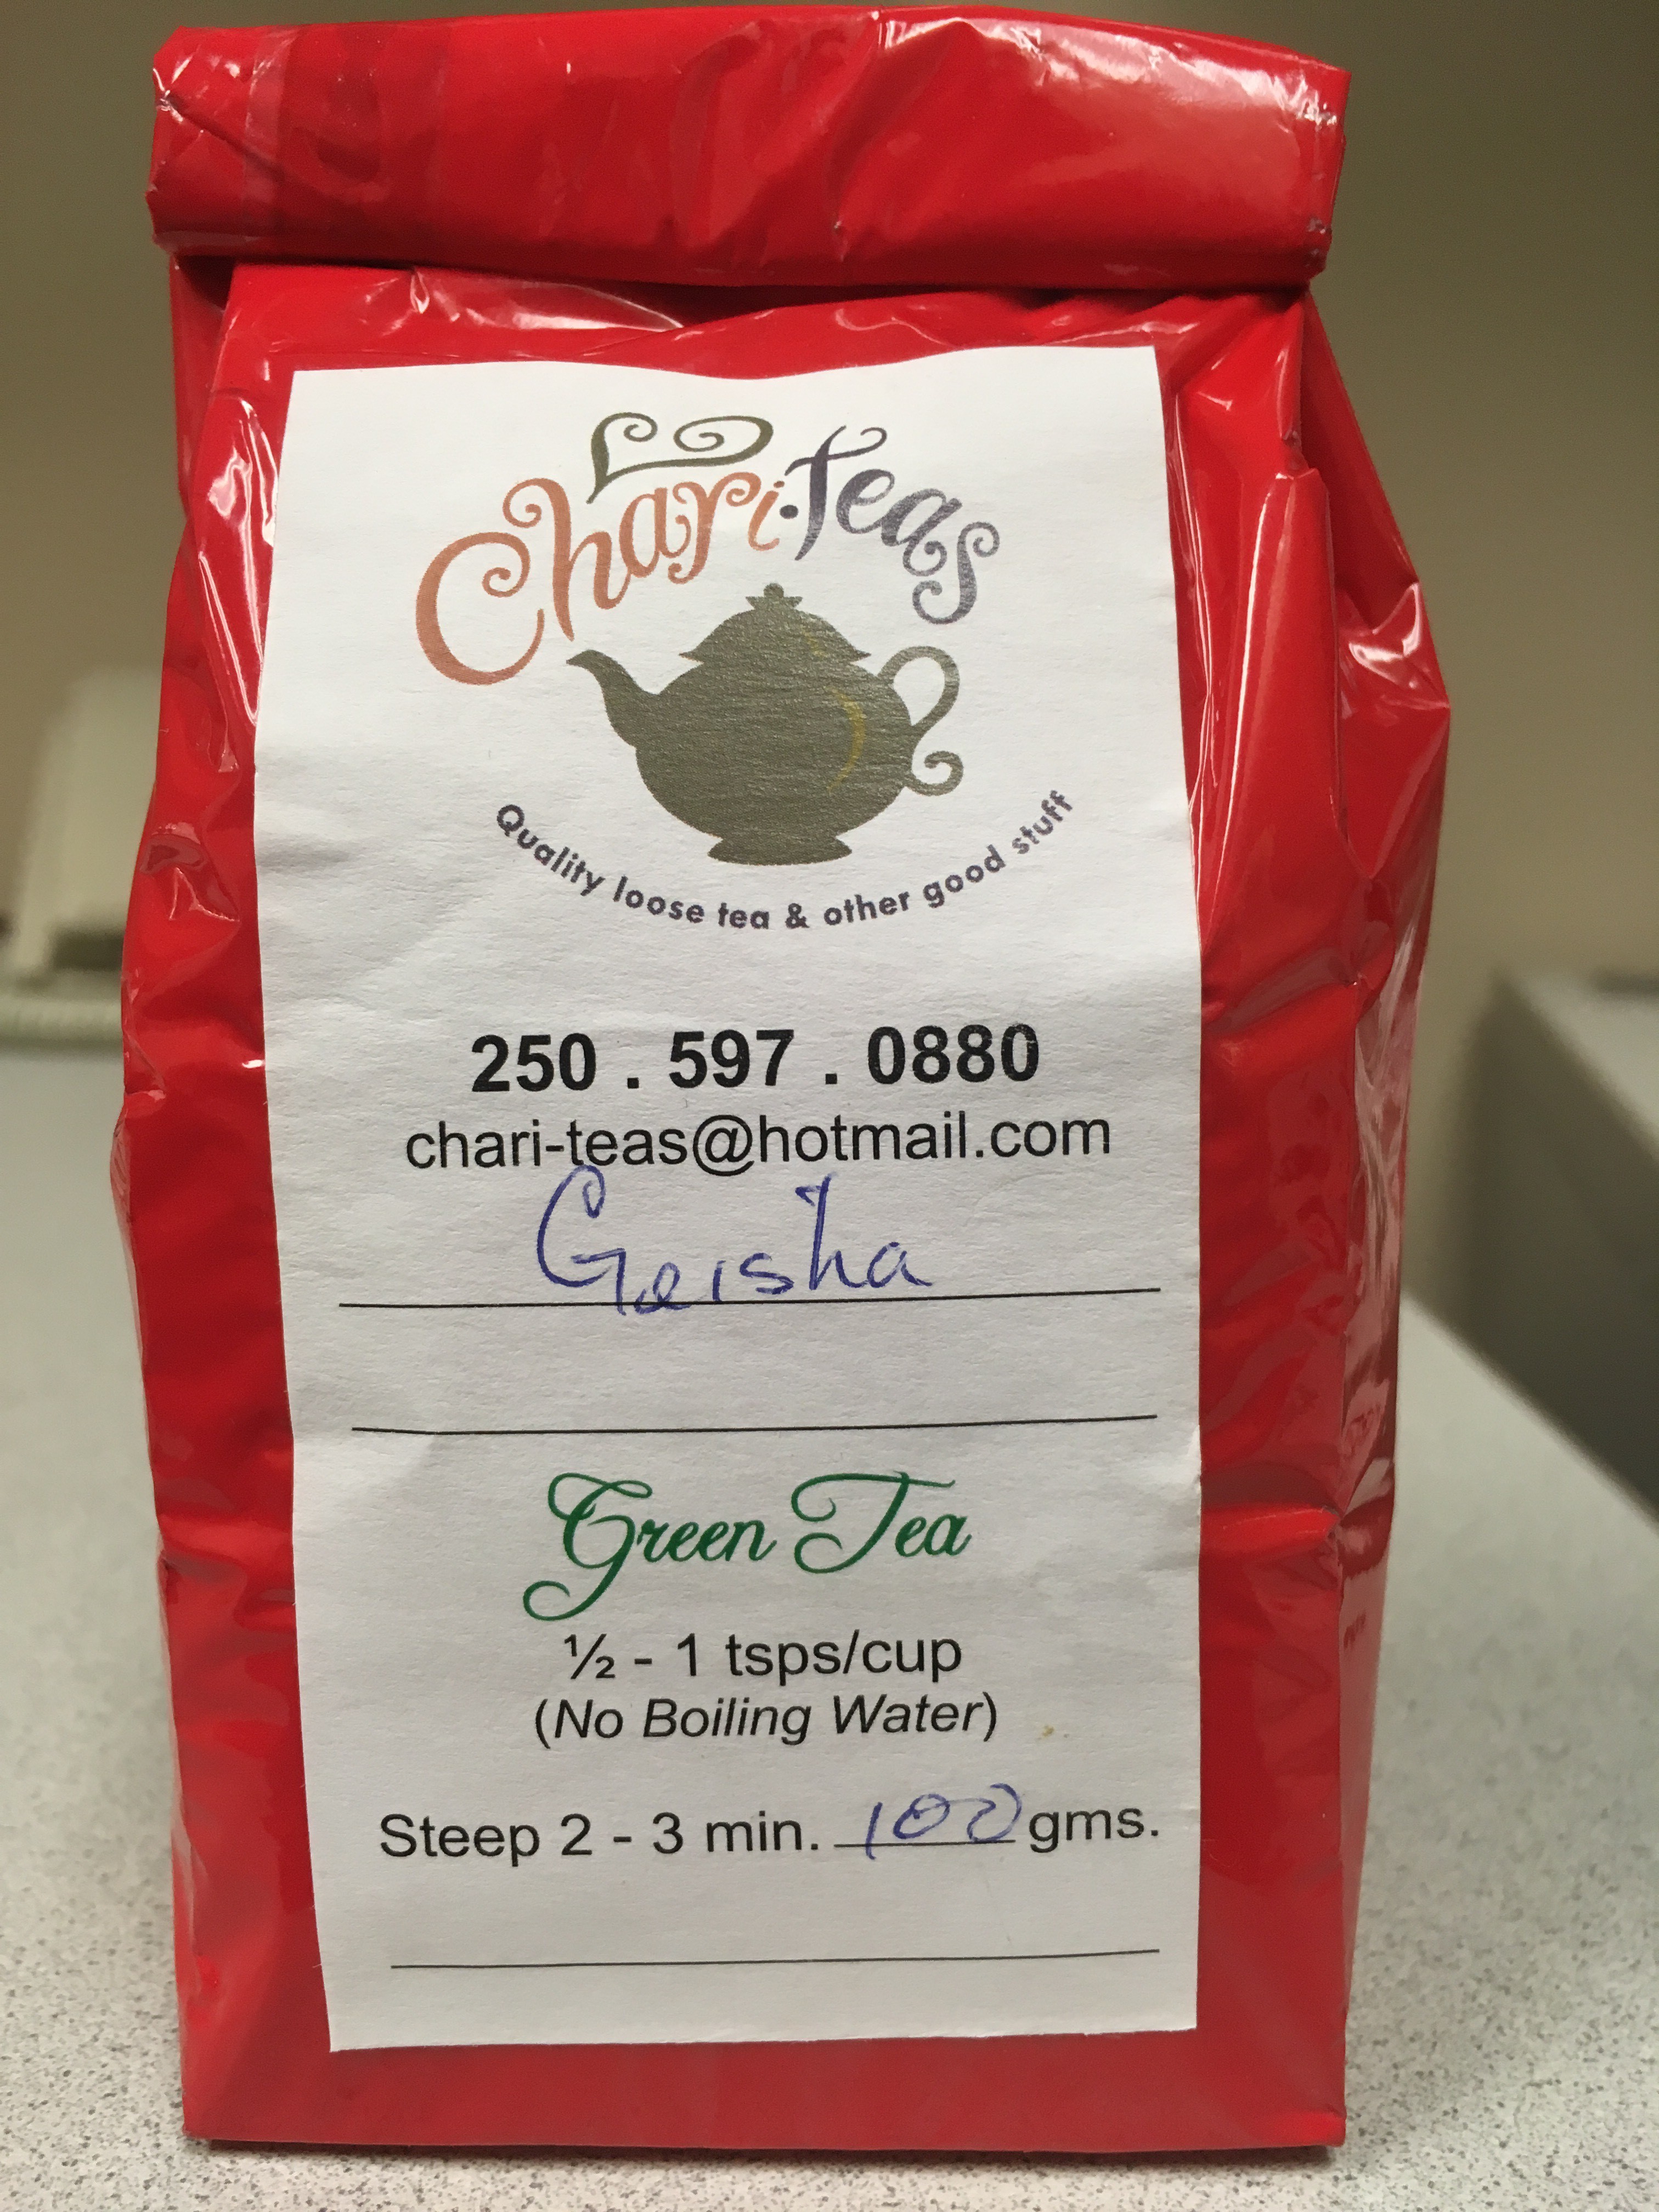 Chari·teas
Quality loose tea & other good stuff
250 . 597 . 0880
chari-teas@hotmail.com
Geisha
Green Tea
½ - 1 tsps/cup
(No Boiling Water)
Steep 2 - 3 min. 100 gms.